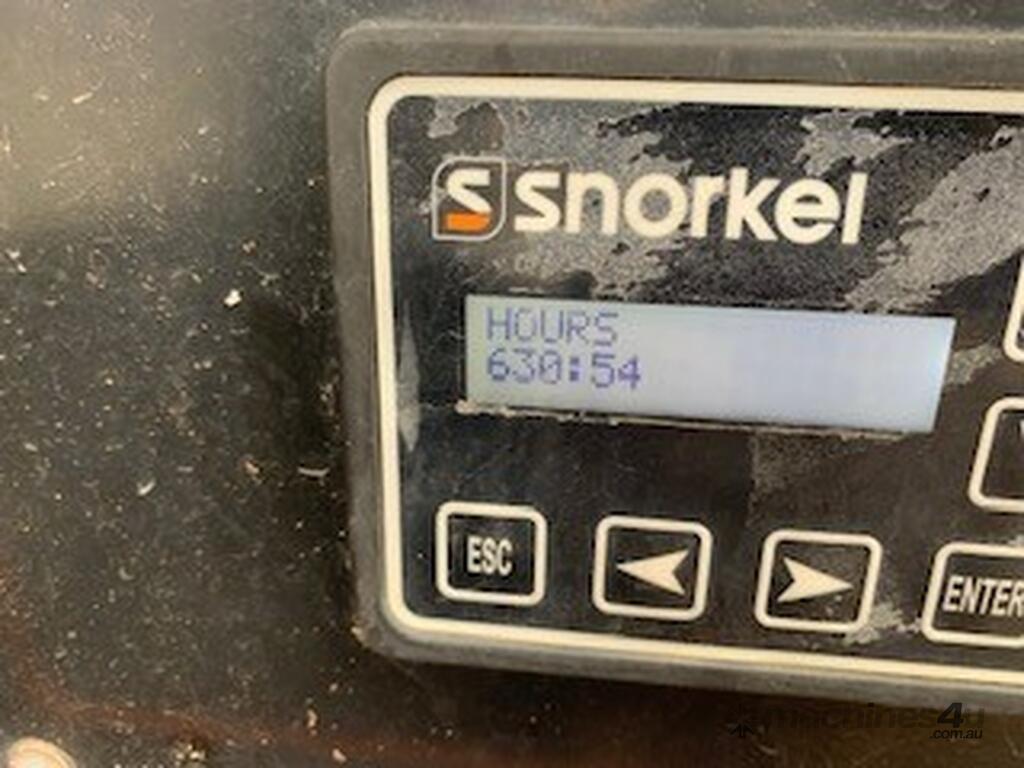 snorkel
HOURS
630:54
ESC
ENTER
machines4u
.com.au